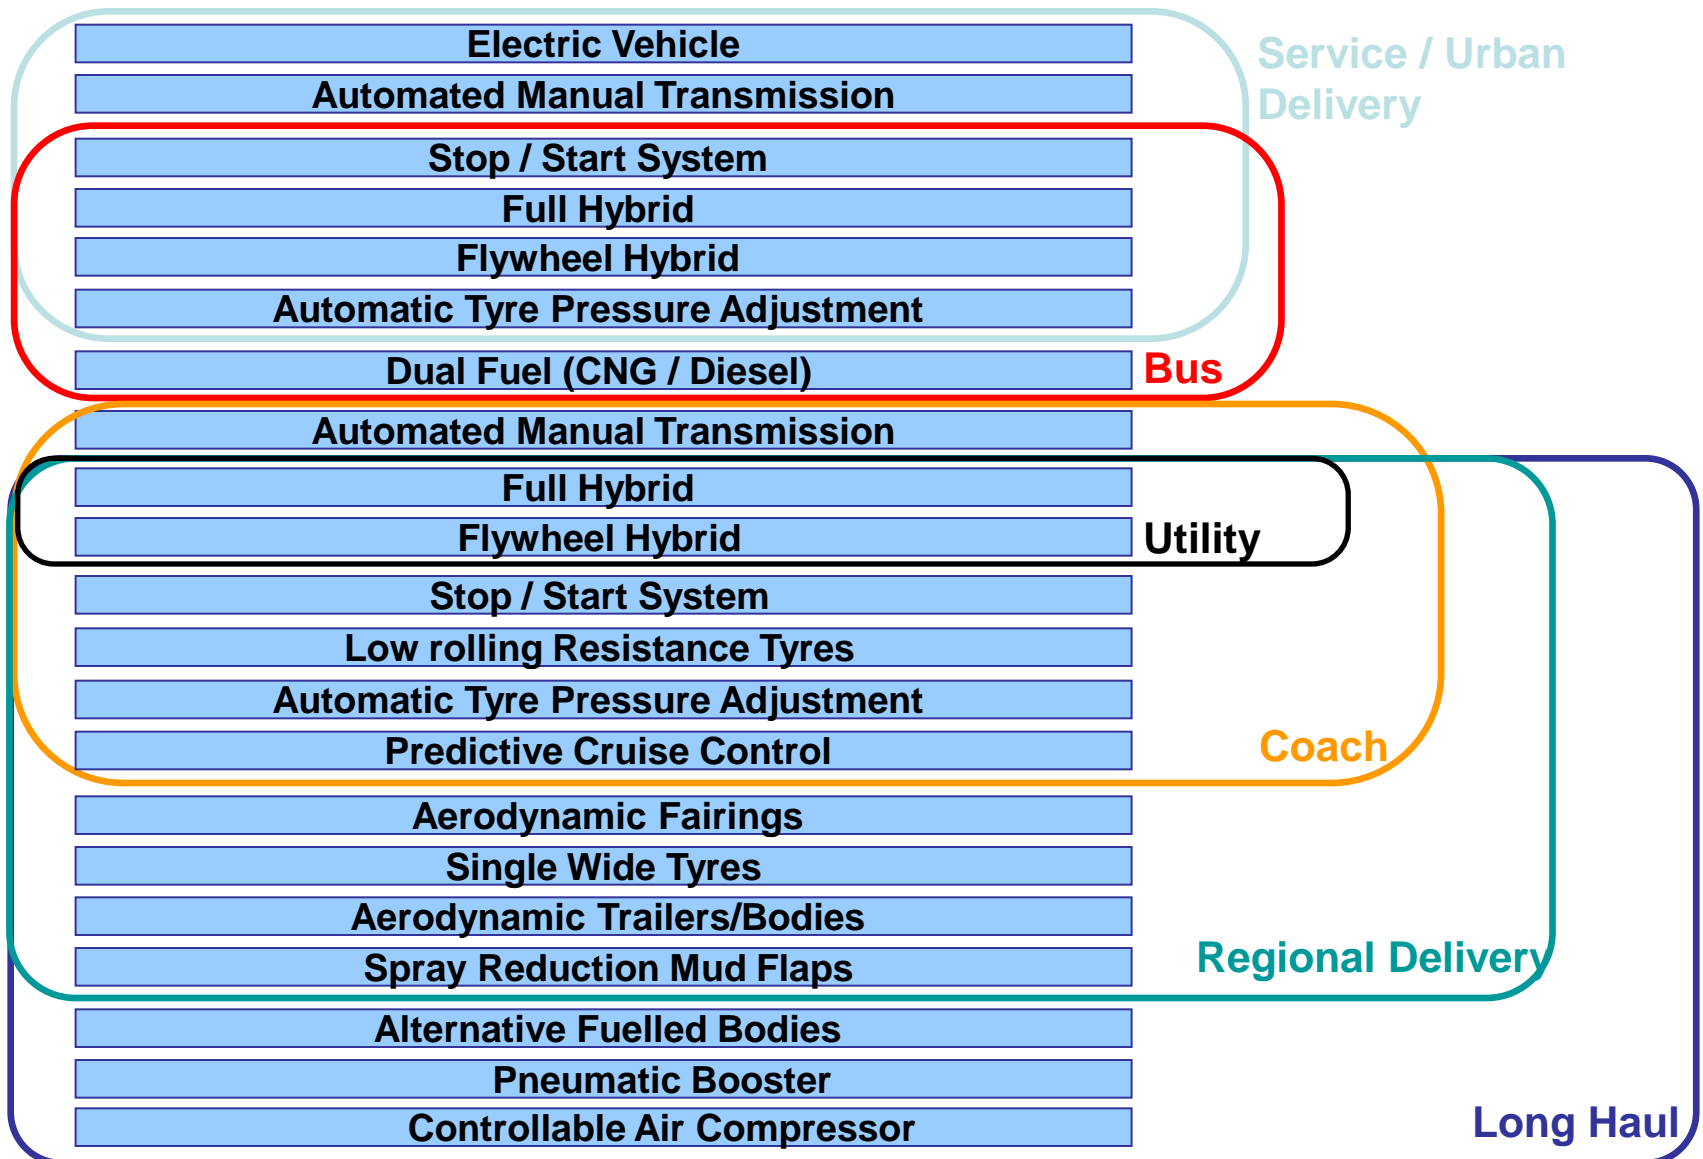 Electric Vehicle
Service / Urban
Delivery
Automated Manual Transmission
Stop / Start System
Full Hybrid
Flywheel Hybrid
Automatic Tyre Pressure Adjustment
Dual Fuel (CNG / Diesel)
Bus
Automated Manual Transmission
Full Hybrid
Flywheel Hybrid
Utility
Stop / Start System
Low rolling Resistance Tyres
Automatic Tyre Pressure Adjustment
Predictive Cruise Control
Coach
Aerodynamic Fairings
Single Wide Tyres
Aerodynamic Trailers/Bodies
Spray Reduction Mud Flaps
Regional Delivery
Alternative Fuelled Bodies
Pneumatic Booster
Controllable Air Compressor
Long Haul